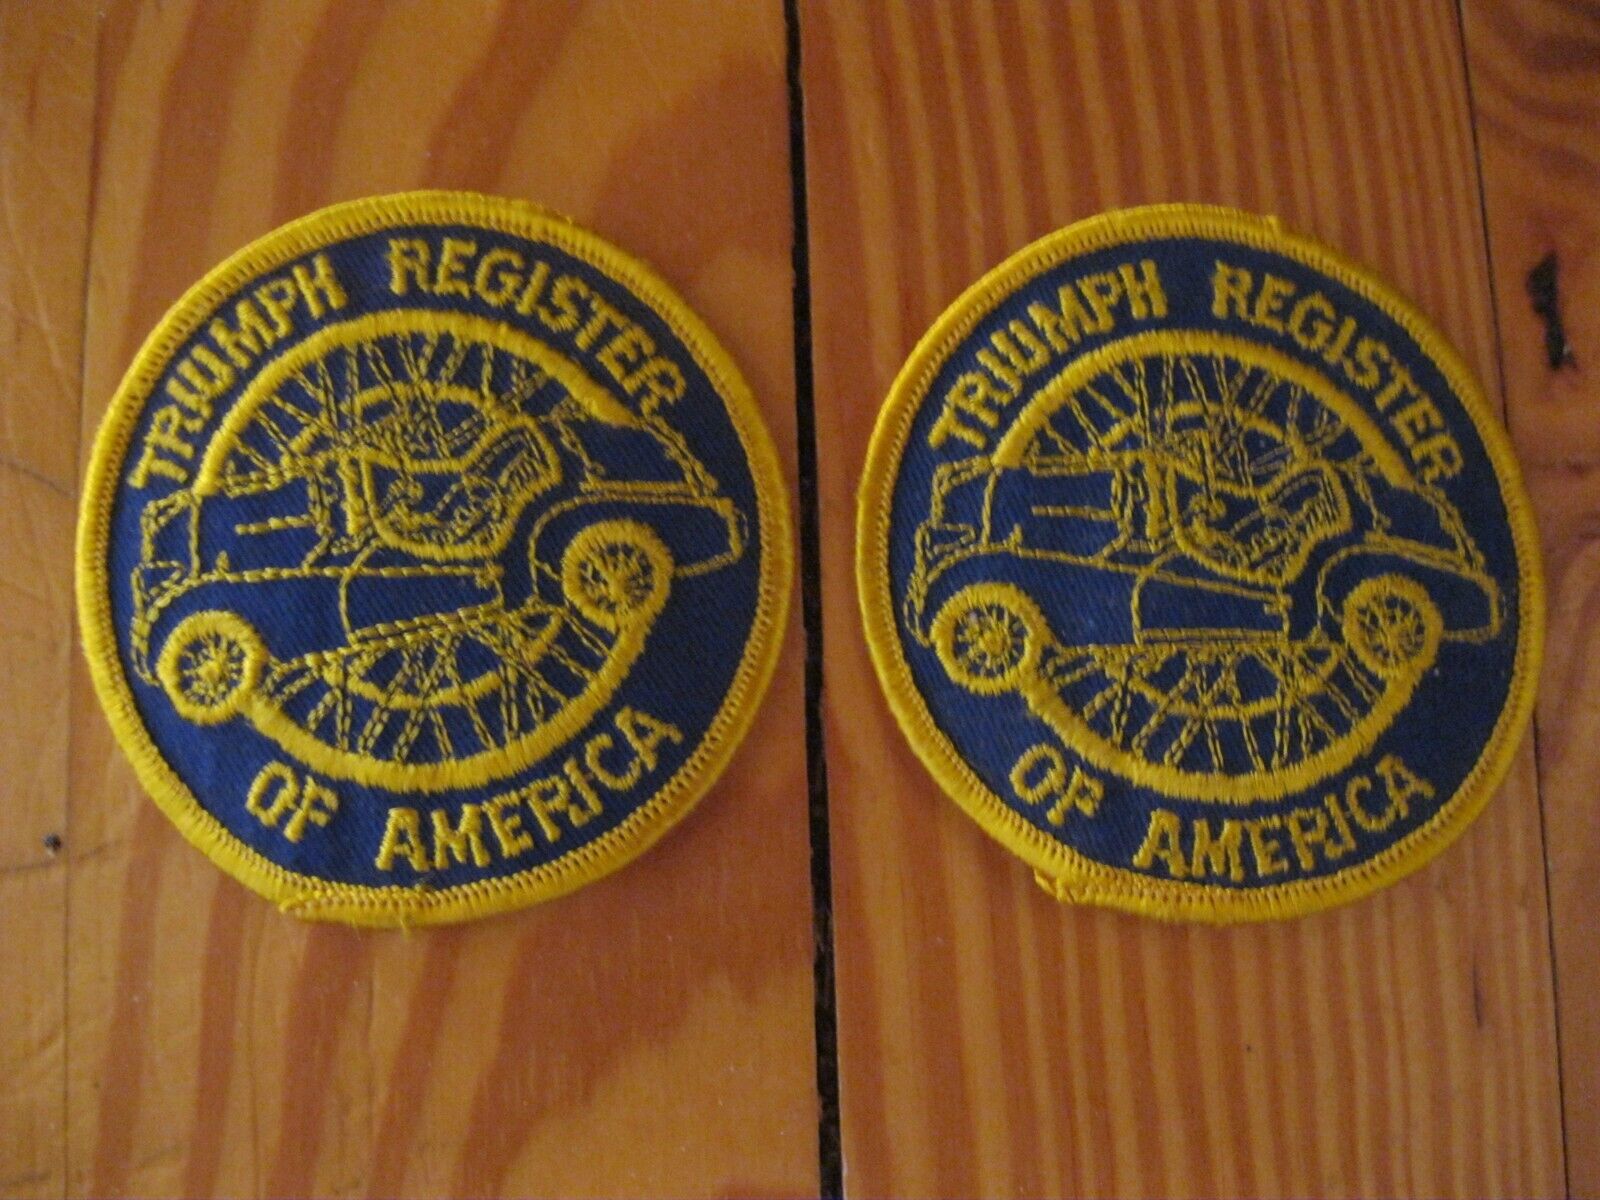 TRIUMPH REGISTER
OF AMERICA
TRIUMPH REGISTER
OF AMERICA